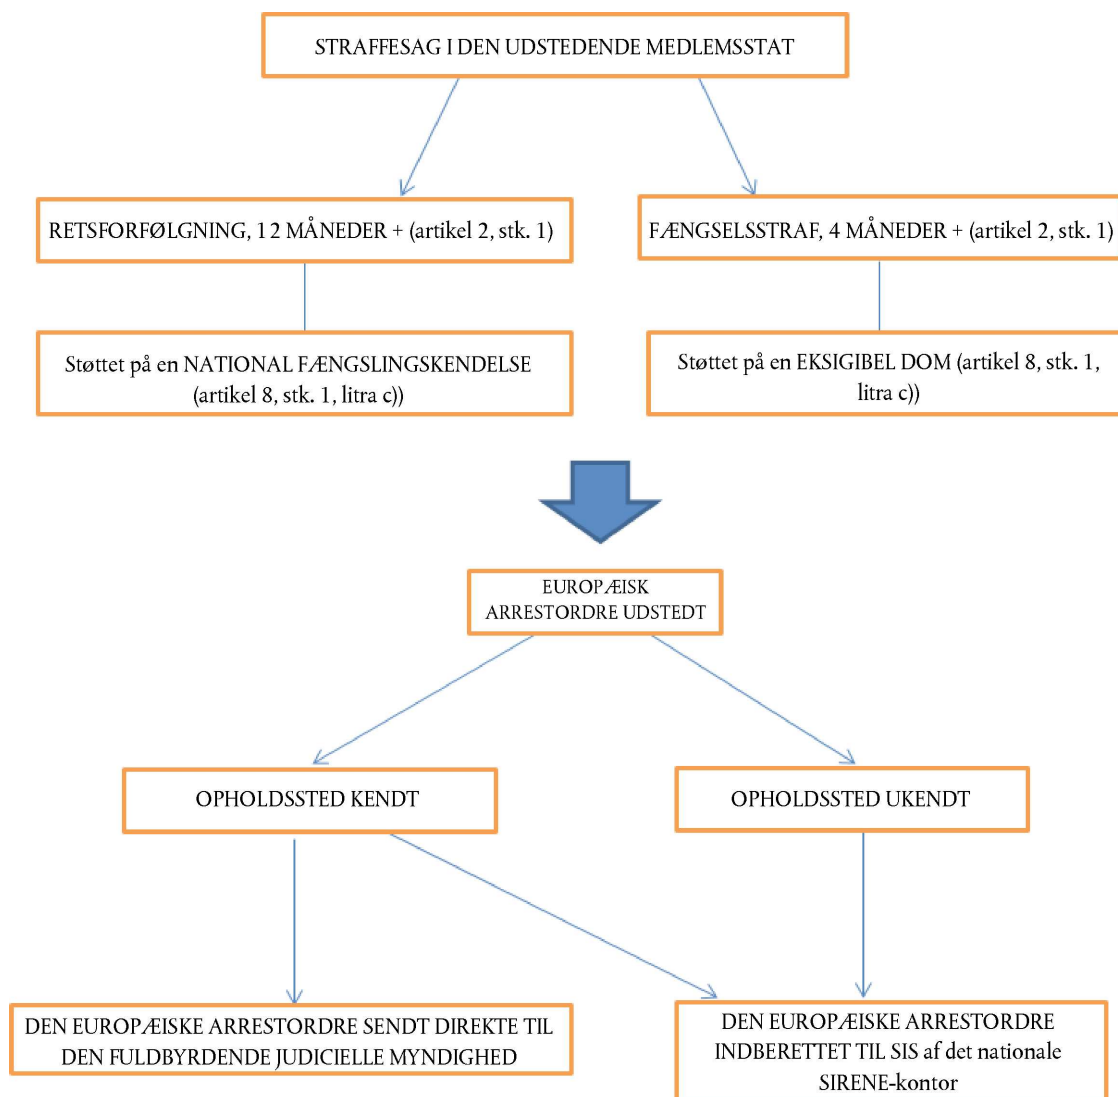 STRAFFESAG I DEN UDSTEDENDE MEDLEMSSTAT
RETSFORFØLGNING, 12 MÅNEDER + (artikel 2, stk. 1)
FÆNGSELSSTRAF, 4 MÅNEDER + (artikel 2, stk. 1)
Støttet på en NATIONAL FÆNGSLINGSKENDELSE
(artikel 8, stk. 1, litra c))
Støttet på en EKSIGIBEL DOM (artikel 8, stk. 1,
litra c))
EUROPÆISK
ARRESTORDRE UDSTEDT
OPHOLDSSTED KENDT
OPHOLDSSTED UKENDT
DEN EUROPÆISKE ARRESTORDRE SENDT DIREKTE TIL
DEN FULDBYRDENDE JUDICIELLE MYNDIGHED
DEN EUROPÆISKE ARRESTORDRE
INDBERETTET TIL SIS af det nationale
SIRENE-kontor